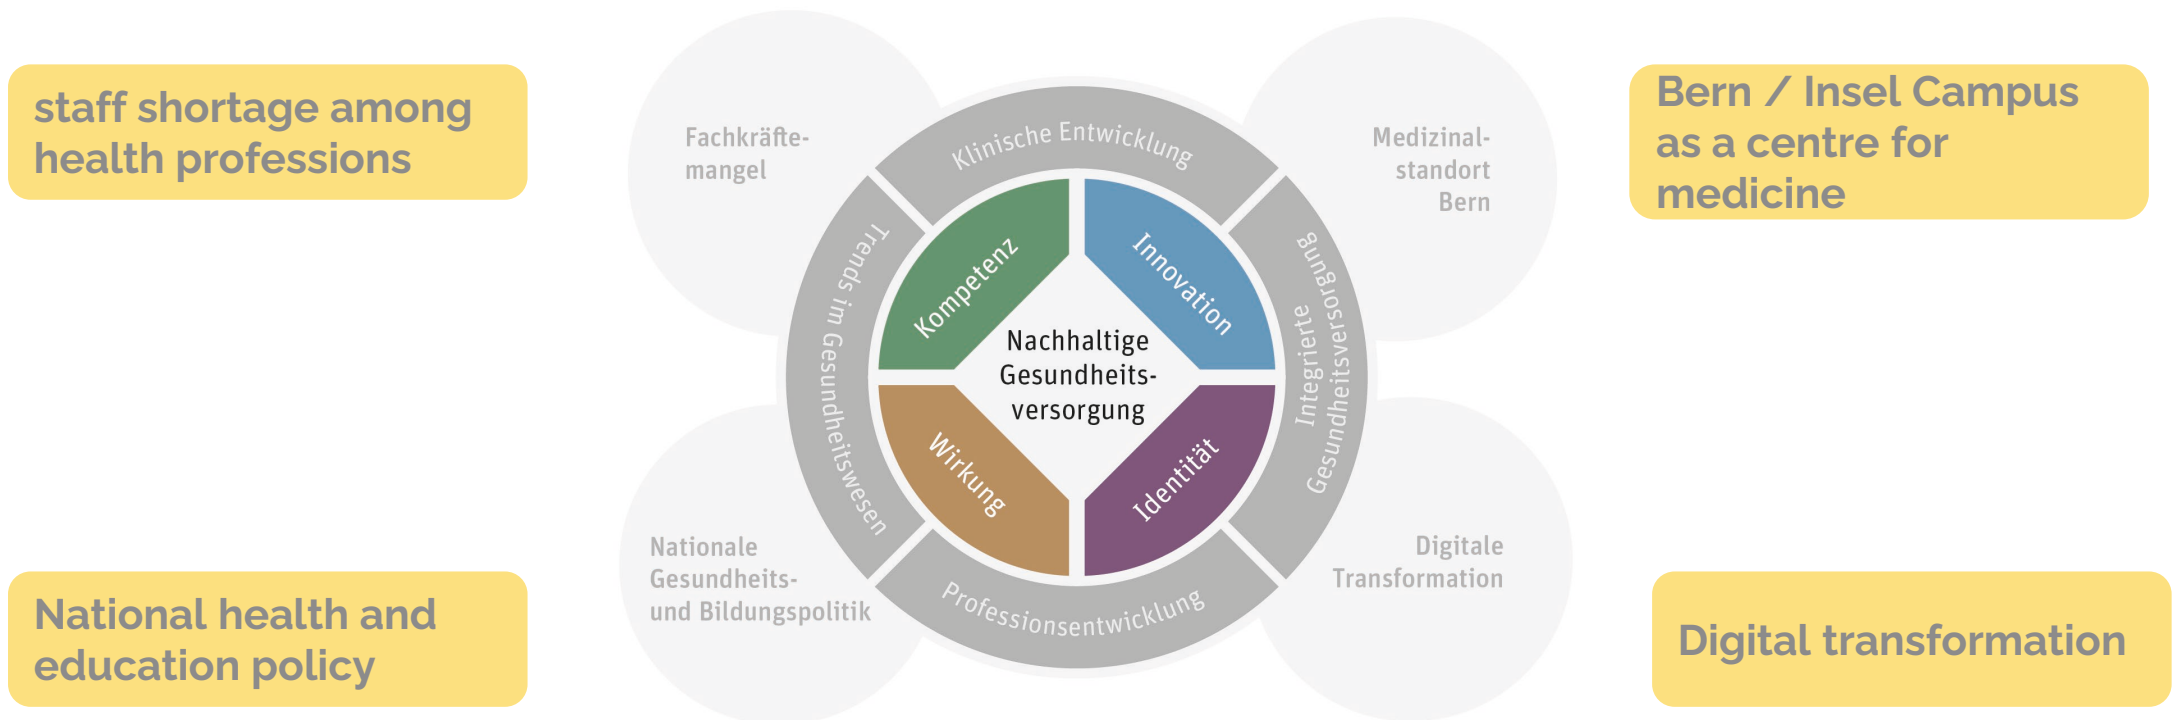 staff shortage among
health professions
Bern / Insel Campus
as a centre for
medicine
Fachkräfte-
mangel
Medizinal-
standort
Bern
Klinische Entwicklung
Trends im Gesundheitswesen
Integrierte
Gesundheitsversorgung
Kompetenz
Innovation
Nachhaltige
Gesundheits-
versorgung
Wirkung
Identität
Professionsentwicklung
Nationale
Gesundheits-
und Bildungspolitik
Digitale
Transformation
National health and
education policy
Digital transformation